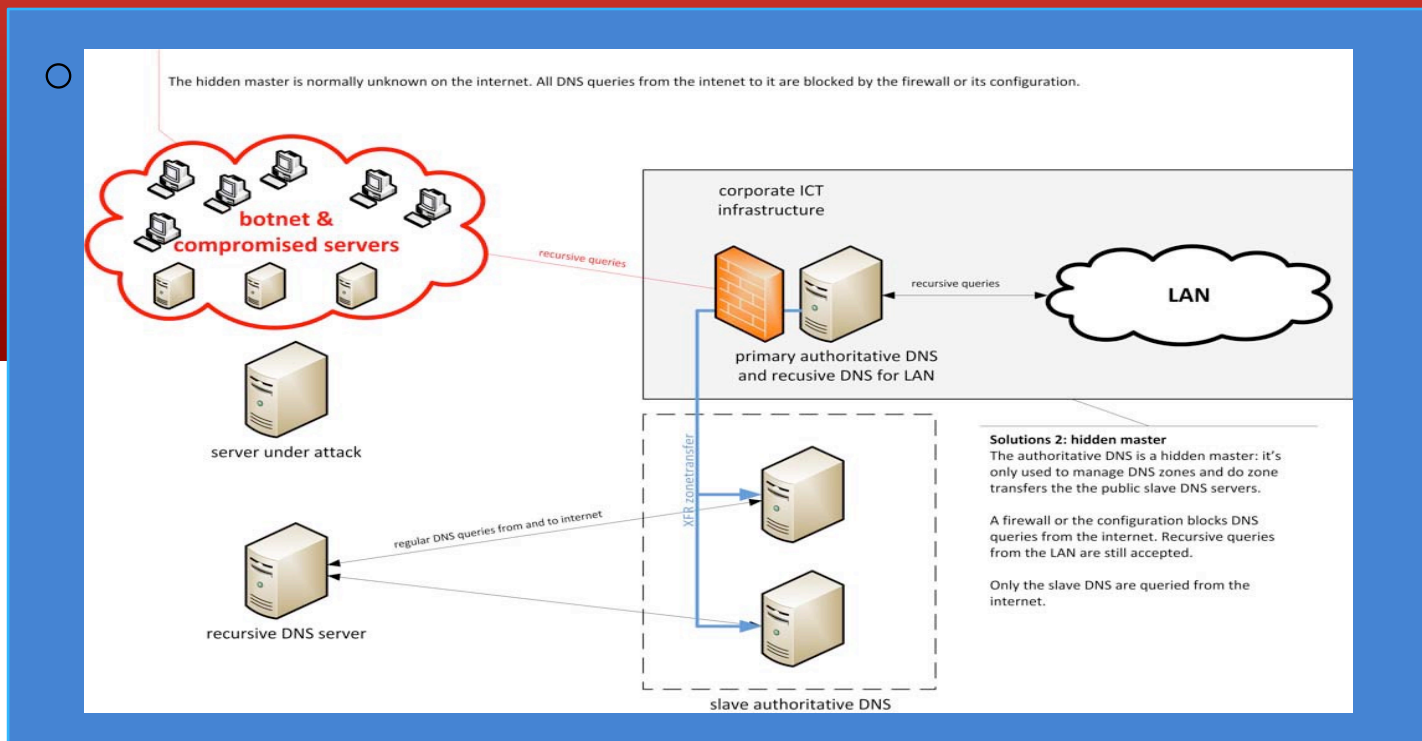 The hidden master is normally unknown on the internet. All DNS queries from the intenet to it are blocked by the firewall or its configuration.
botnet &
compromised servers
recursive queries
corporate ICT
infrastructure
recursive queries
LAN
primary authoritative DNS
and recusive DNS for LAN
server under attack
XFR zonetransfer
regular DNS queries from and to internet
recursive DNS server
slave authoritative DNS
Solutions 2: hidden master
The authoritative DNS is a hidden master: it's
only used to manage DNS zones and do zone
transfers the the public slave DNS servers.
A firewall or the configuration blocks DNS
queries from the internet. Recursive queries
from the LAN are still accepted.
Only the slave DNS are queried from the
internet.